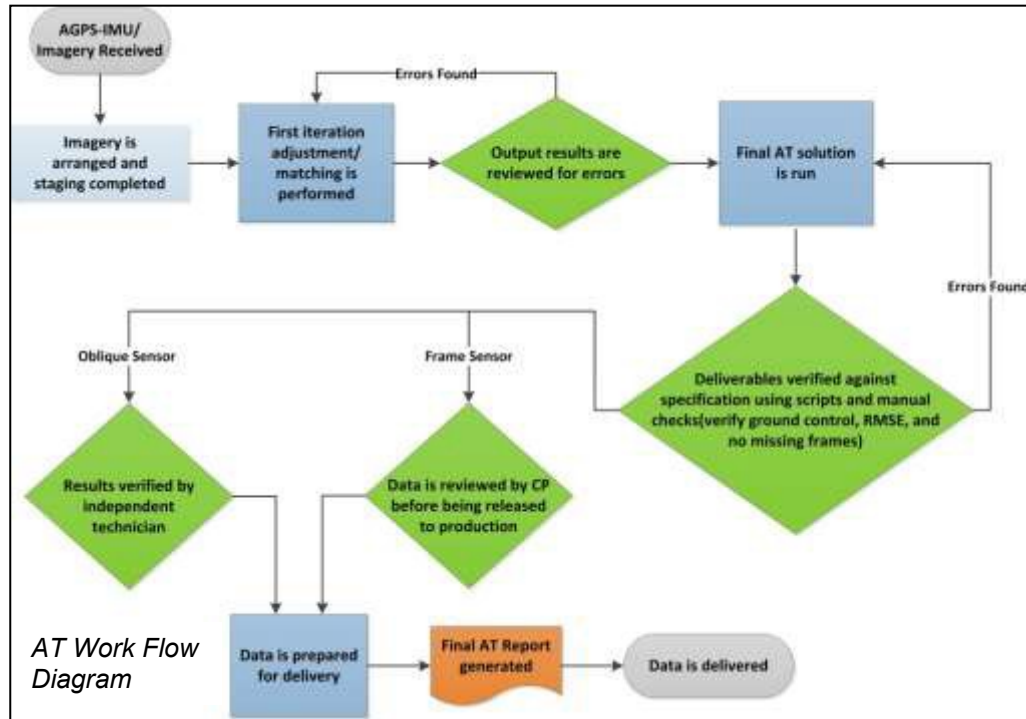 AGPS-IMU/
Imagery Received
Errors Found
Imagery is
arranged and
staging completed
First iteration
adjustment/
matching is
performed
Output results are
reviewed for errors
Final AT solution
is run
Errors Found
Oblique Sensor
Frame Sensor
Deliverables verified against
specification using scripts and manual
checks(verify ground control, RMSE, and
no missing frames)
Results verified by
independent
technician
Data is reviewed by CP
before being released
to production
AT Work Flow
Diagram
Data is prepared
for delivery
Final AT Report
generated
Data is delivered